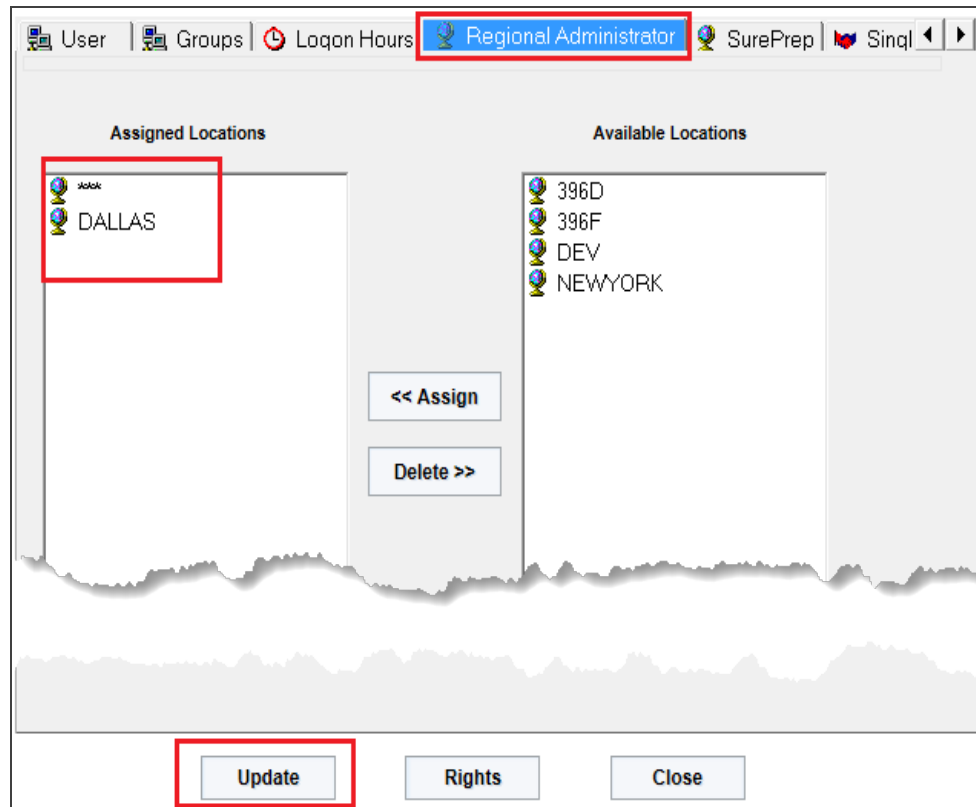 User Groups Logon Hours Regional Administrator SurePrep Singl
Assigned Locations Available Locations
***
DALLAS
396D
396F
DEV
NEWYORK
<< Assign
Delete >>
Update Rights Close